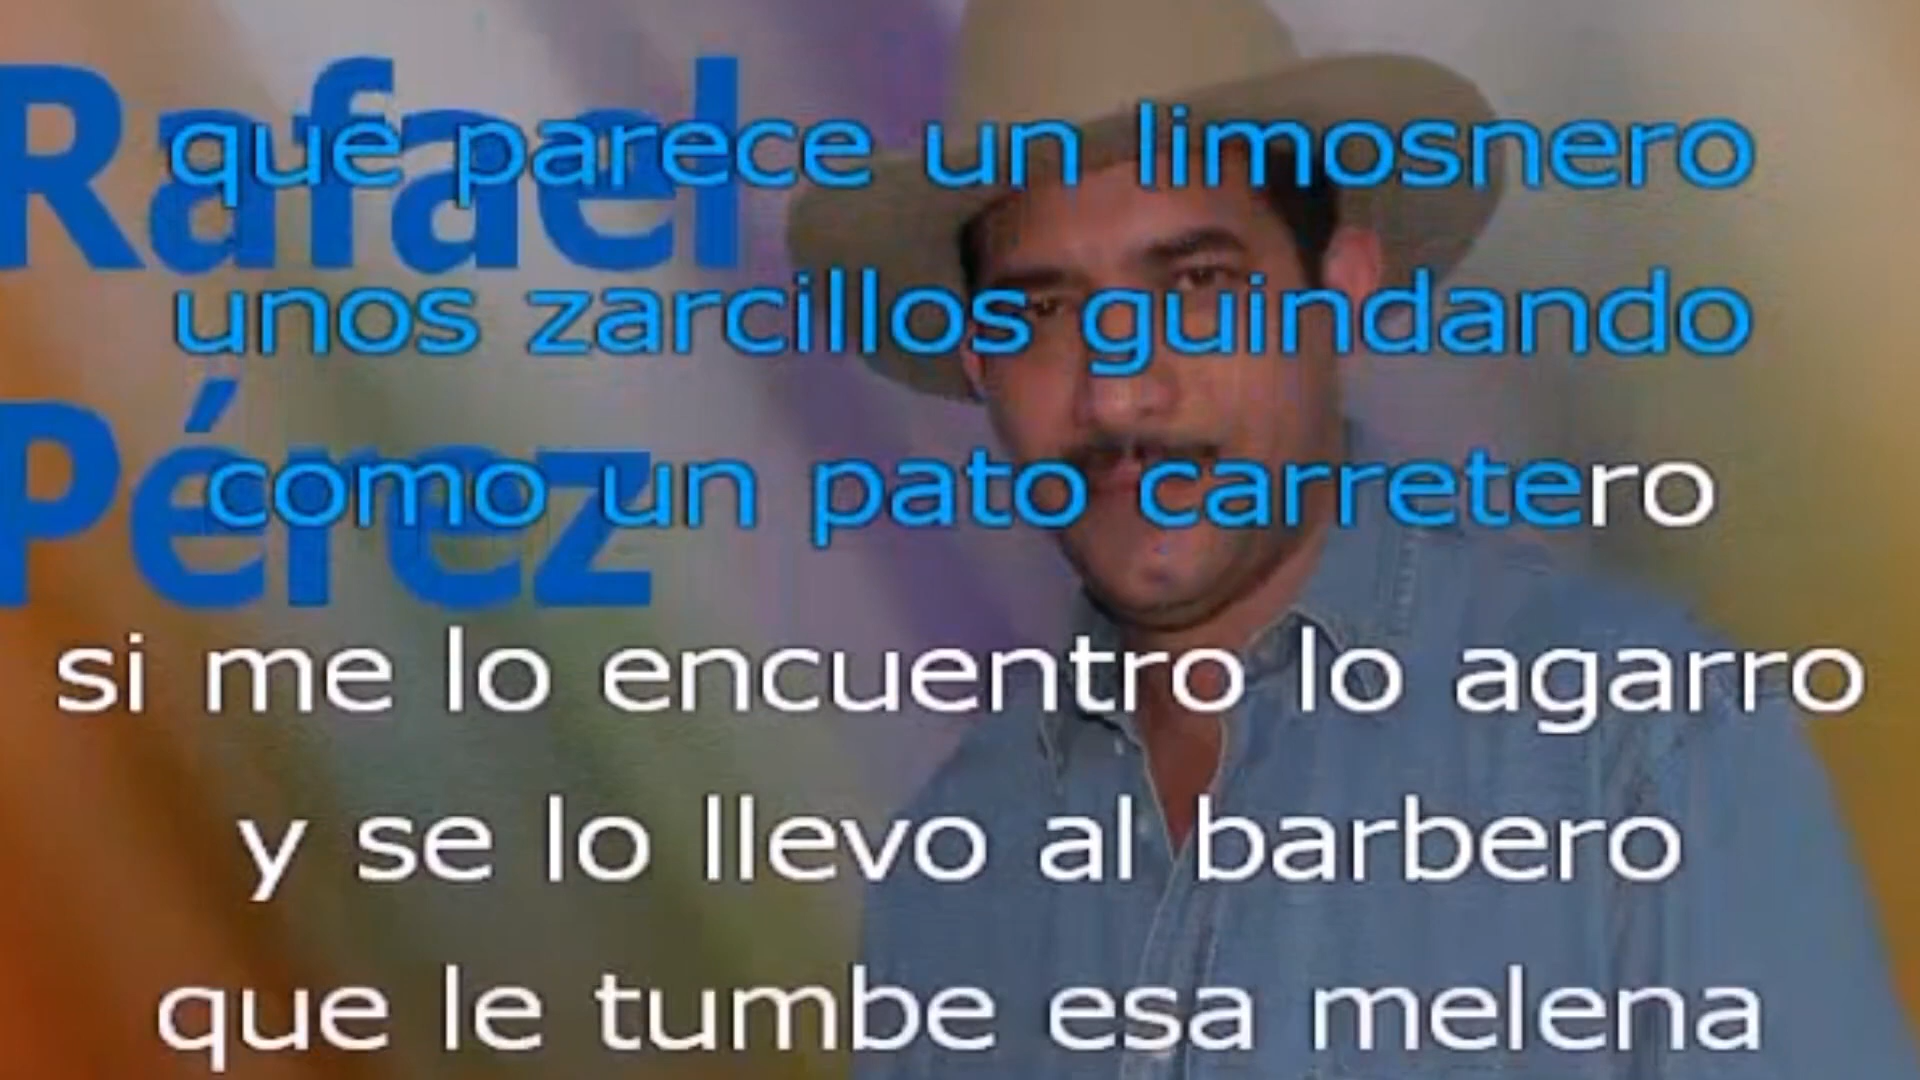 Rafael
que parece un limosnero
unos zarcillos guindando
Pérez
como un pato carretero
si me lo encuentro lo agarro
y se lo llevo al barbero
que le tumbe esa melena